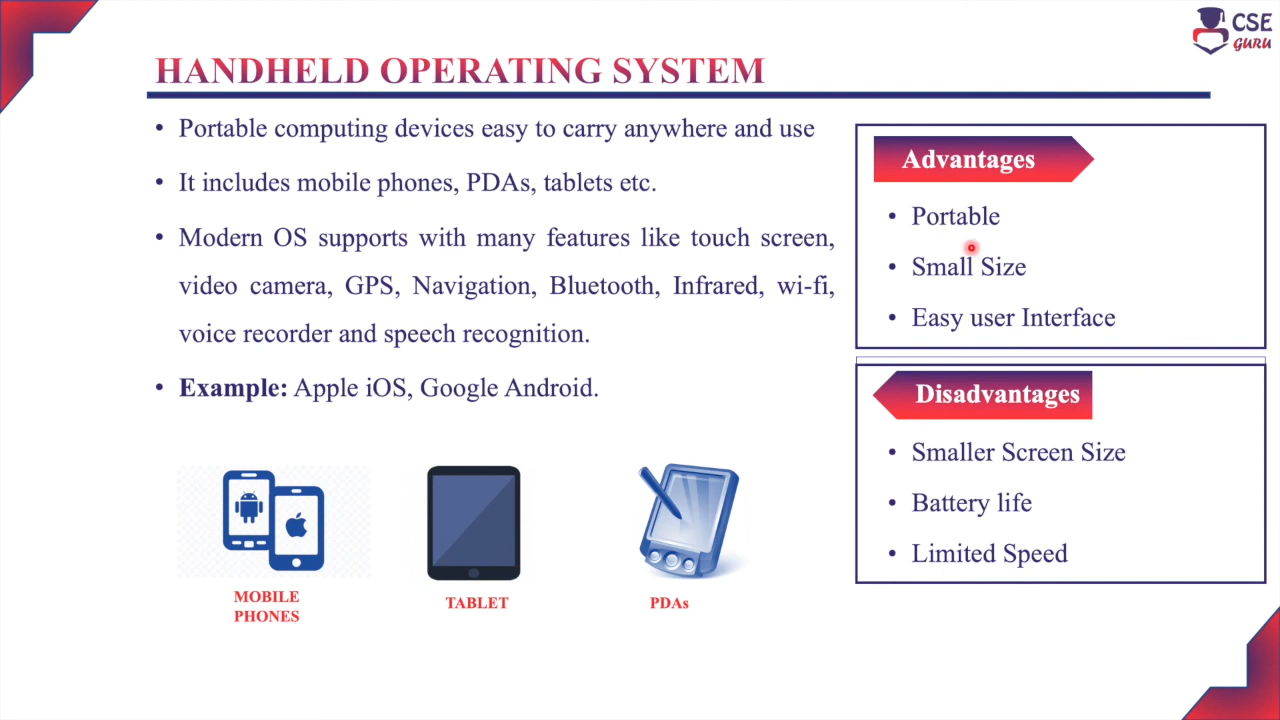 CSE
GURU
HANDHELD OPERATING SYSTEM
• Portable computing devices easy to carry anywhere and use
• It includes mobile phones, PDAs, tablets etc.
• Modern OS supports with many features like touch screen,
video camera, GPS, Navigation, Bluetooth, Infrared, wi-fi,
voice recorder and speech recognition.
• Example: Apple iOS, Google Android.
MOBILE
PHONES
TABLET
PDAs
Advantages
• Portable
• Small Size
• Easy user Interface
Disadvantages
• Smaller Screen Size
• Battery life
• Limited Speed